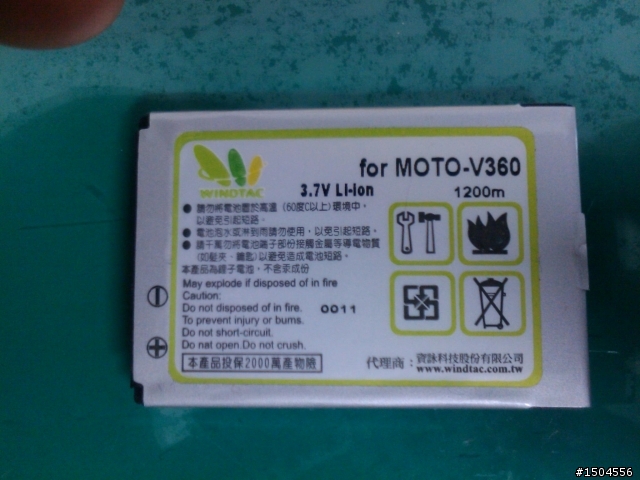 WINDTAC
for MOTO-V360
3.7V LI-Ion
1200m
● 請勿將電池置於高溫（60度C以上）環境中，
以避免引起短路．
● 電池泡水或淋到雨請勿使用，以免引起短路．
● 請千萬勿將電池端子部份接觸金屬等導電物質
（如壓夾．鑰匙）以避免造成電池短路．
本產品為鋰子電池，不含汞成份
May explode if disposed of in fire
Caution:
Do not disposed of in fire.
0011
To prevent injury or burns.
Do not short-circuit.
Do nat open.Do not crush.
本產品投保2000萬產物險
代理商：寶詠科技股份有限公司
www.windtac.com.tw
#1504556